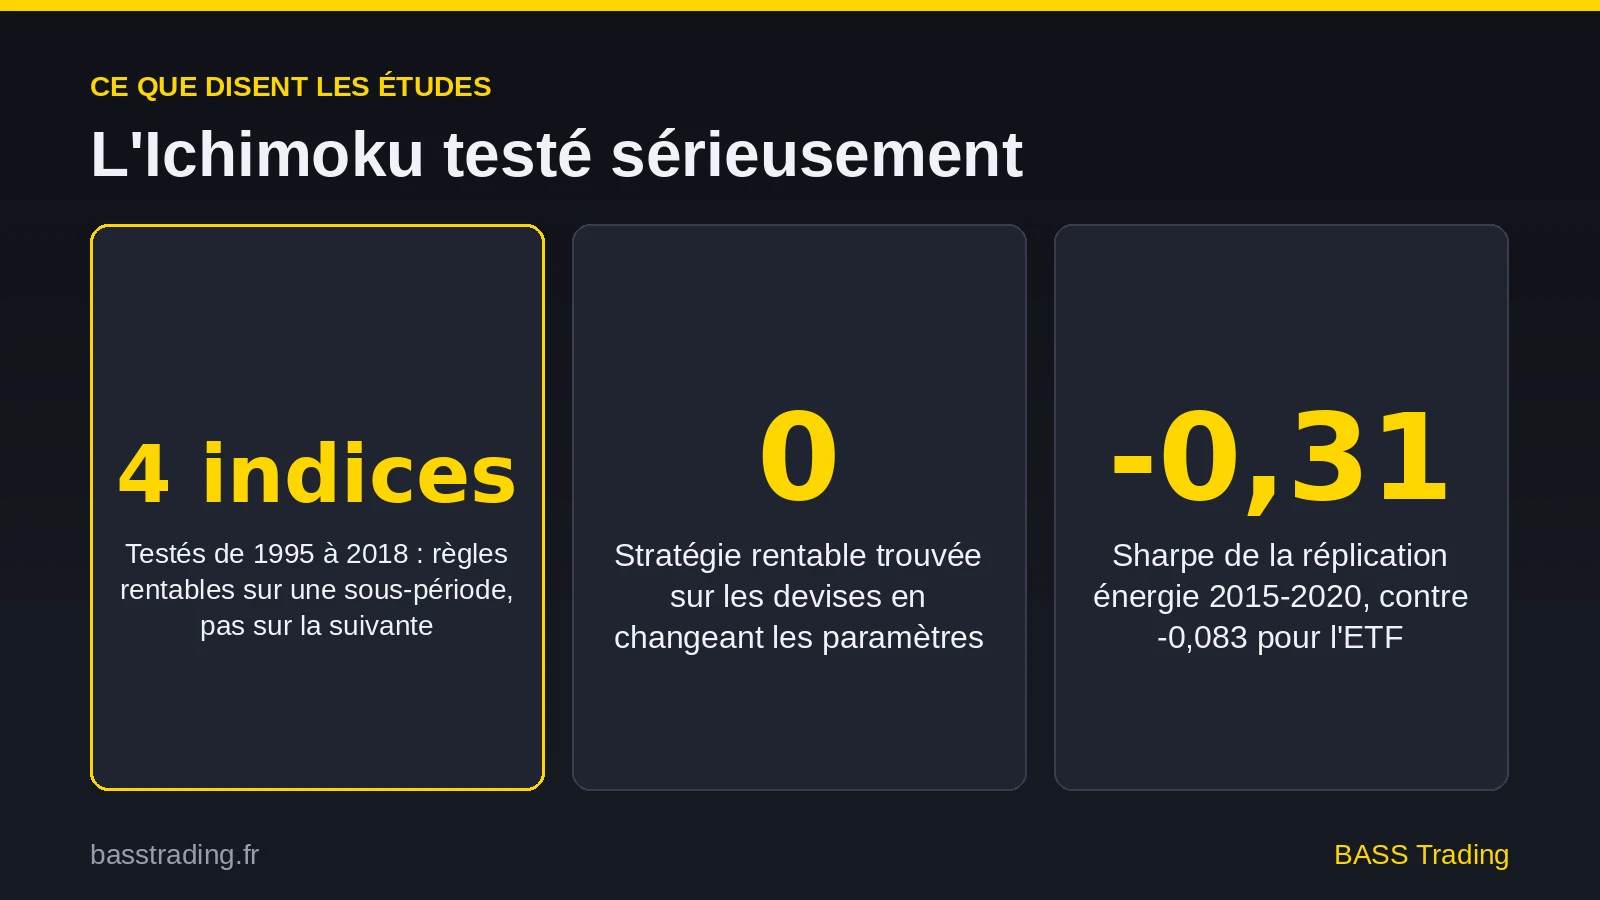 CE QUE DISENT LES ÉTUDES
L'Ichimoku testé sérieusement
4 indices
Testés de 1995 à 2018 : règles
rentables sur une sous-période,
pas sur la suivante
0
Stratégie rentable trouvée
sur les devises en
changeant les paramètres
-0,31
Sharpe de la réplication
énergie 2015-2020, contre
-0,083 pour l'ETF
basstrading.fr
BASS Trading